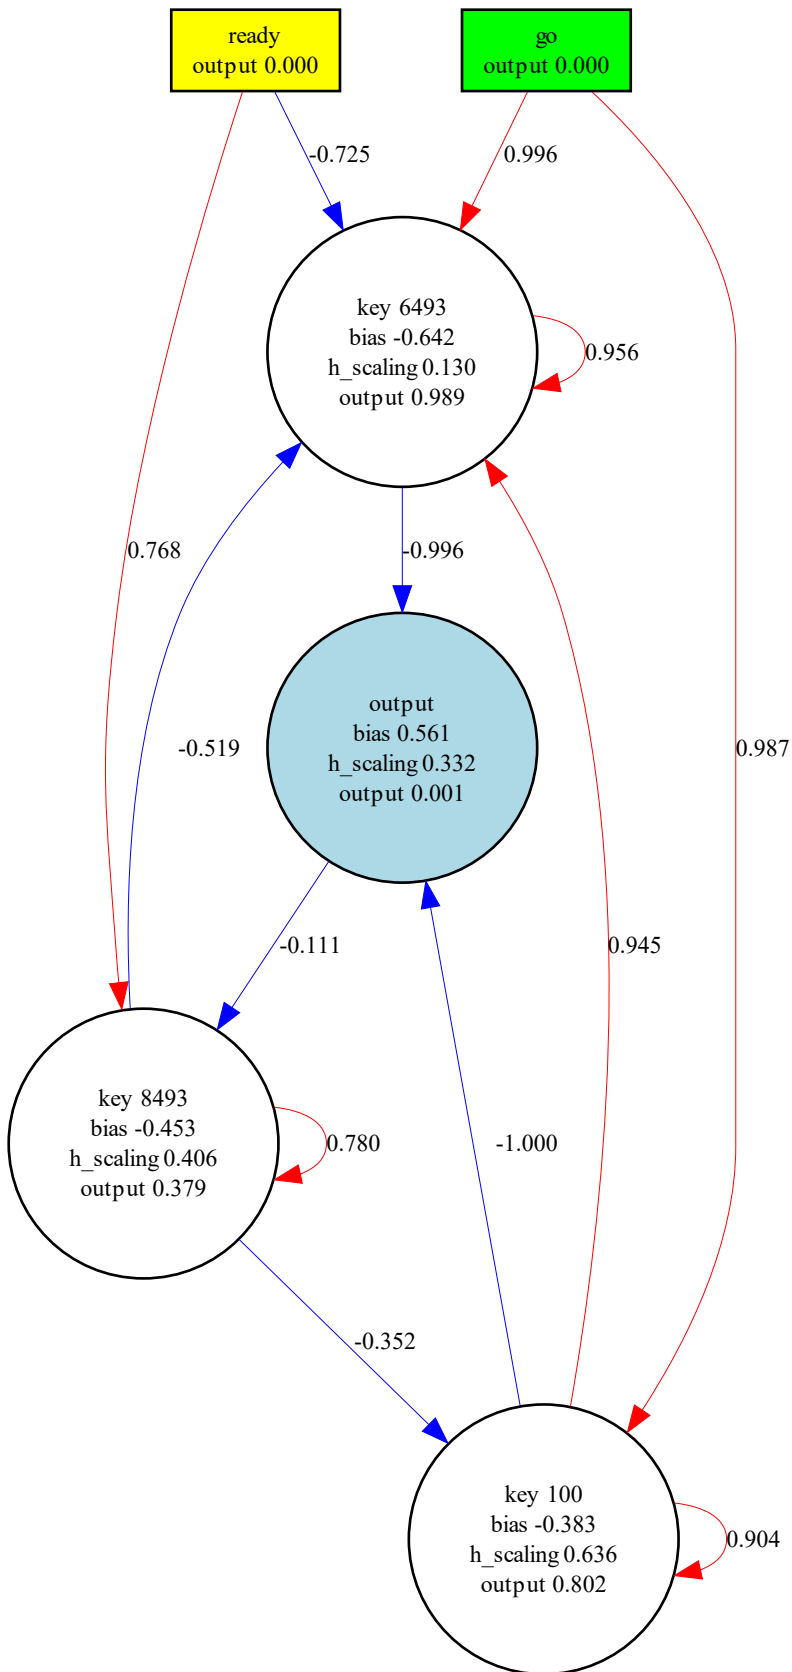 ready
output 0.000
go
output 0.000
-0.725
0.996
key 6493
bias -0.642
h_scaling 0.130
output 0.989
0.956
0.768
-0.996
output
bias 0.561
h_scaling 0.332
output 0.001
-0.519
0.987
-0.111
0.945
key 8493
bias -0.453
h_scaling 0.406
output 0.379
0.780
-1.000
-0.352
key 100
bias -0.383
h_scaling 0.636
output 0.802
0.904